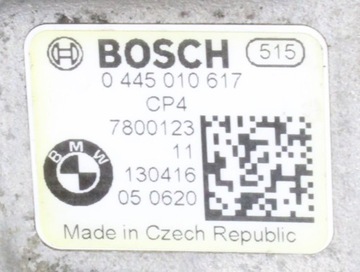 BOSCH 515
0 445 010 617
CP4
7800123
11
BMW 130416
05 0620
Made in Czech Republic